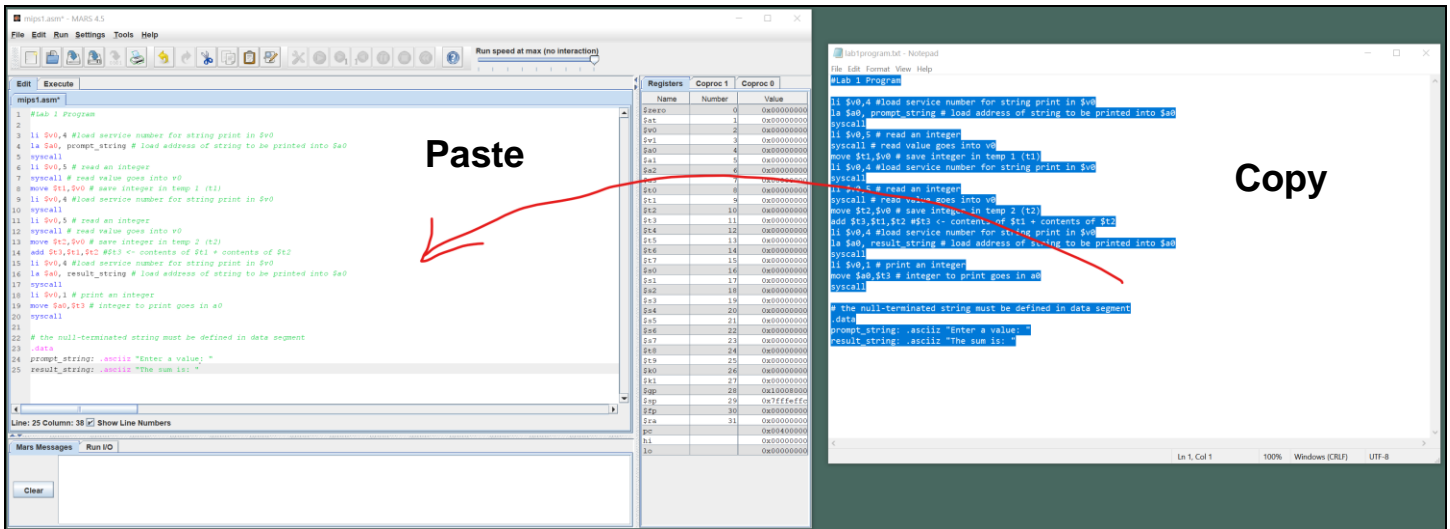 mips1.asm* - MARS 4.5
File Edit Run Settings Tools Help
Run speed at max (no interaction)
Edit Execute
mips1.asm*
1 #Lab 1 Program
2
3 li $v0,4 #load service number for string print in $v0
4 la $a0, prompt_string # load address of string to be printed into $a0
5 syscall
6 li $v0,5 # read an integer
7 syscall # read value goes into v0
8 move $t1,$v0 # save integer in temp 1 (t1)
9 li $v0,4 #load service number for string print in $v0
10 syscall
11 li $v0,5 # read an integer
12 syscall # read value goes into v0
13 move $t2,$v0 # save integer in temp 2 (t2)
14 add $t3,$t1,$t2 #$t3 <- contents of $t1 + contents of $t2
15 li $v0,4 #load service number for string print in $v0
16 la $a0, result_string # load address of string to be printed into $a0
17 syscall
18 li $v0,1 # print an integer
19 move $a0,$t3 # integer to print goes in a0
20 syscall
21
22 # the null-terminated string must be defined in data segment
23 .data
24 prompt_string: .asciiz "Enter a value: "
25 result_string: .asciiz "The sum is: "
Line: 25 Column: 38 Show Line Numbers
Mars Messages Run I/O
Clear
Paste
Registers Coproc 1 Coproc 0
Name Number Value
$zero 0 0x00000000
$at 1 0x00000000
$v0 2 0x00000000
$v1 3 0x00000000
$a0 4 0x00000000
$a1 5 0x00000000
$a2 6 0x00000000
$a3 7 0x00000000
$t0 8 0x00000000
$t1 9 0x00000000
$t2 10 0x00000000
$t3 11 0x00000000
$t4 12 0x00000000
$t5 13 0x00000000
$t6 14 0x00000000
$t7 15 0x00000000
$s0 16 0x00000000
$s1 17 0x00000000
$s2 18 0x00000000
$s3 19 0x00000000
$s4 20 0x00000000
$s5 21 0x00000000
$s6 22 0x00000000
$s7 23 0x00000000
$t8 24 0x00000000
$t9 25 0x00000000
$k0 26 0x00000000
$k1 27 0x00000000
$gp 28 0x10008000
$sp 29 0x7fffeffc
$fp 30 0x00000000
$ra 31 0x00000000
pc 0x00400000
hi 0x00000000
lo 0x00000000
lab1program.txt - Notepad
File Edit Format View Help
#Lab 1 Program
li $v0,4 #load service number for string print in $v0
la $a0, prompt_string # load address of string to be printed into $a0
syscall
li $v0,5 # read an integer
syscall # read value goes into v0
move $t1,$v0 # save integer in temp 1 (t1)
li $v0,4 #load service number for string print in $v0
syscall
li $v0,5 # read an integer
syscall # read value goes into v0
move $t2,$v0 # save integer in temp 2 (t2)
add $t3,$t1,$t2 #$t3 <- contents of $t1 + contents of $t2
li $v0,4 #load service number for string print in $v0
la $a0, result_string # load address of string to be printed into $a0
syscall
li $v0,1 # print an integer
move $a0,$t3 # integer to print goes in a0
syscall
# the null-terminated string must be defined in data segment
.data
prompt_string: .asciiz "Enter a value: "
result_string: .asciiz "The sum is: "
Copy
Ln 1, Col 1 100% Windows (CRLF) UTF-8